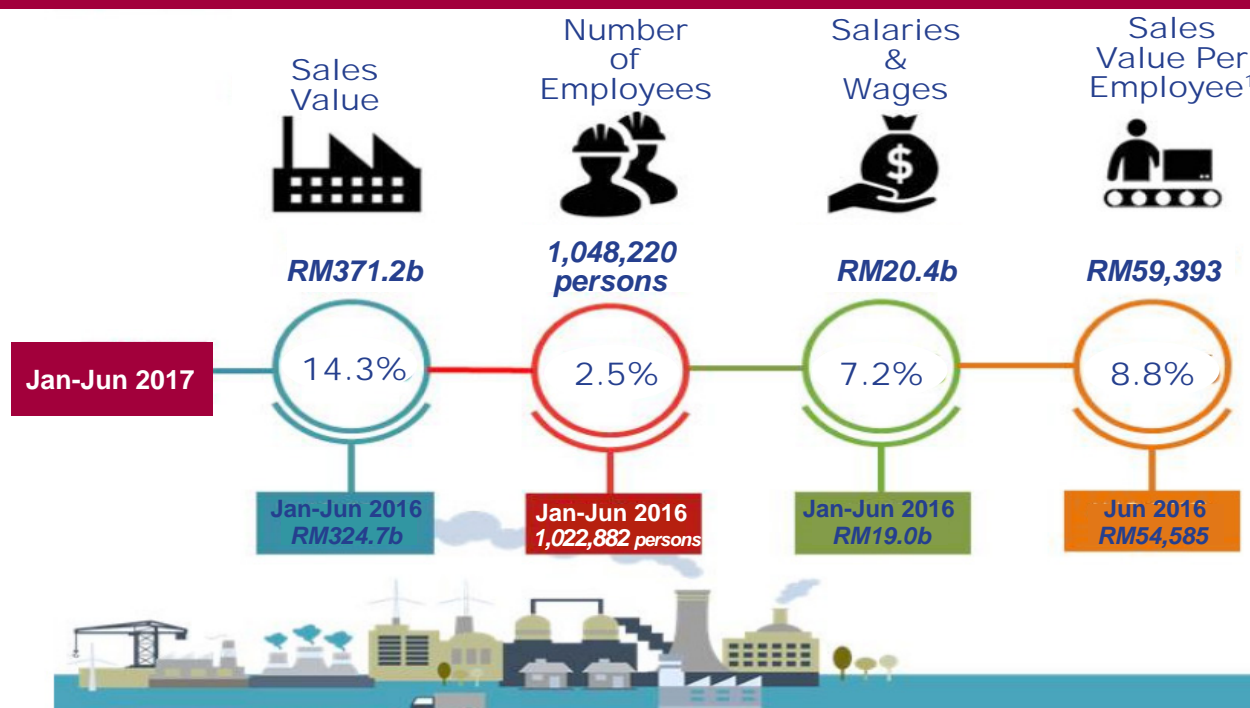 Sales
Value
Number
of
Employees
Salaries
&
Wages
Sales
Value Per
Employee¹
$
RM371.2b
1,048,220
persons
RM20.4b
RM59,393
Jan-Jun 2017
14.3%
2.5%
7.2%
8.8%
Jan-Jun 2016
RM324.7b
Jan-Jun 2016
1,022,882 persons
Jan-Jun 2016
RM19.0b
Jun 2016
RM54,585